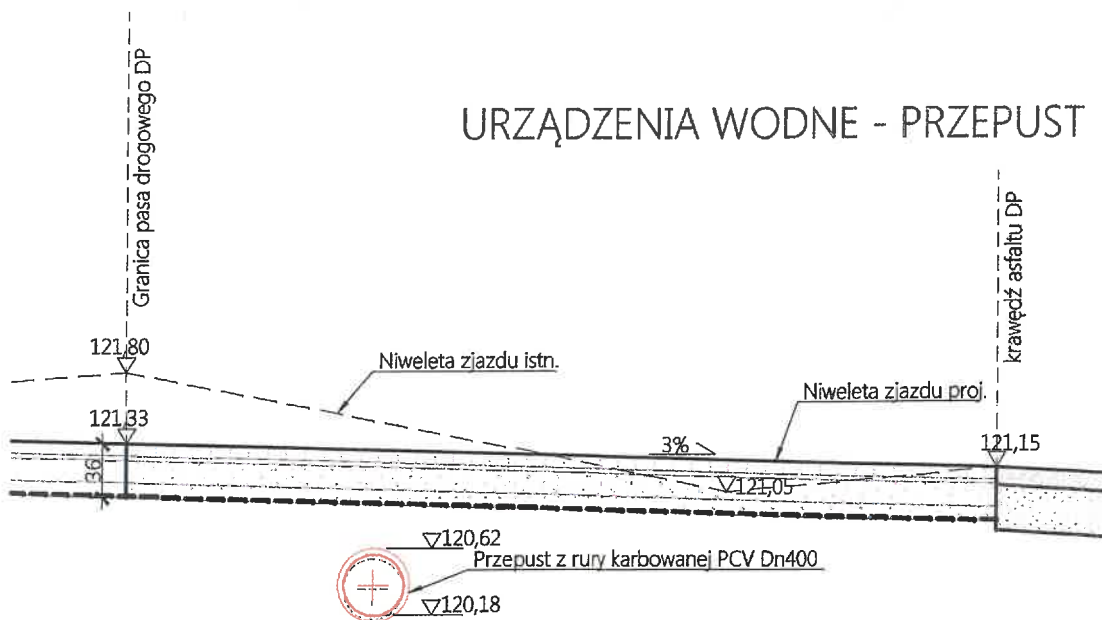 Granica pasa drogowego DP
URZĄDZENIA WODNE - PRZEPUST
krawędź asfaltu DP
121,80
Niweleta zjazdu istn.
Niweleta zjazdu proj.
121,33
3%
121,15
36
121,05
120,62
Przepust z rury karbowanej PCV Dn400
120,18